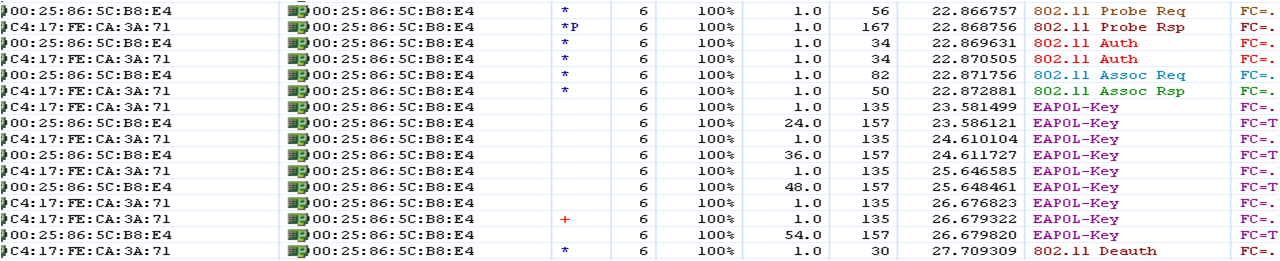 00:25:86:5C:B8:E4 00:25:86:5C:B8:E4 * 6 100% 1.0 56 22.866757 802.11 Probe Req FC=.
C4:17:FE:CA:3A:71 00:25:86:5C:B8:E4 *P 6 100% 1.0 167 22.868756 802.11 Probe Rsp FC=.
00:25:86:5C:B8:E4 00:25:86:5C:B8:E4 * 6 100% 1.0 34 22.869631 802.11 Auth FC=.
C4:17:FE:CA:3A:71 00:25:86:5C:B8:E4 * 6 100% 1.0 34 22.870505 802.11 Auth FC=.
00:25:86:5C:B8:E4 00:25:86:5C:B8:E4 * 6 100% 1.0 82 22.871756 802.11 Assoc Req FC=.
C4:17:FE:CA:3A:71 00:25:86:5C:B8:E4 * 6 100% 1.0 50 22.872881 802.11 Assoc Rsp FC=.
C4:17:FE:CA:3A:71 00:25:86:5C:B8:E4 6 100% 1.0 135 23.581499 EAPOL-Key FC=.
00:25:86:5C:B8:E4 00:25:86:5C:B8:E4 6 100% 24.0 157 23.586121 EAPOL-Key FC=T
C4:17:FE:CA:3A:71 00:25:86:5C:B8:E4 6 100% 1.0 135 24.610104 EAPOL-Key FC=.
00:25:86:5C:B8:E4 00:25:86:5C:B8:E4 6 100% 36.0 157 24.611727 EAPOL-Key FC=T
C4:17:FE:CA:3A:71 00:25:86:5C:B8:E4 6 100% 1.0 135 25.646585 EAPOL-Key FC=.
00:25:86:5C:B8:E4 00:25:86:5C:B8:E4 6 100% 48.0 157 25.648461 EAPOL-Key FC=T
C4:17:FE:CA:3A:71 00:25:86:5C:B8:E4 6 100% 1.0 135 26.676823 EAPOL-Key FC=.
C4:17:FE:CA:3A:71 00:25:86:5C:B8:E4 + 6 100% 1.0 135 26.679322 EAPOL-Key FC=.
00:25:86:5C:B8:E4 00:25:86:5C:B8:E4 6 100% 54.0 157 26.679820 EAPOL-Key FC=T
C4:17:FE:CA:3A:71 00:25:86:5C:B8:E4 * 6 100% 1.0 30 27.709309 802.11 Deauth FC=.